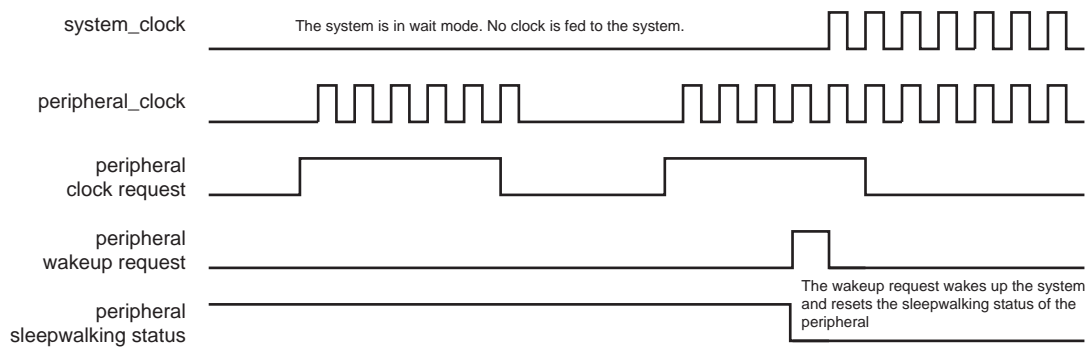 system_clock
The system is in wait mode. No clock is fed to the system.
peripheral_clock
peripheral
clock request
peripheral
wakeup request
The wakeup request wakes up the system
and resets the sleepwalking status of the
peripheral
peripheral
sleepwalking status